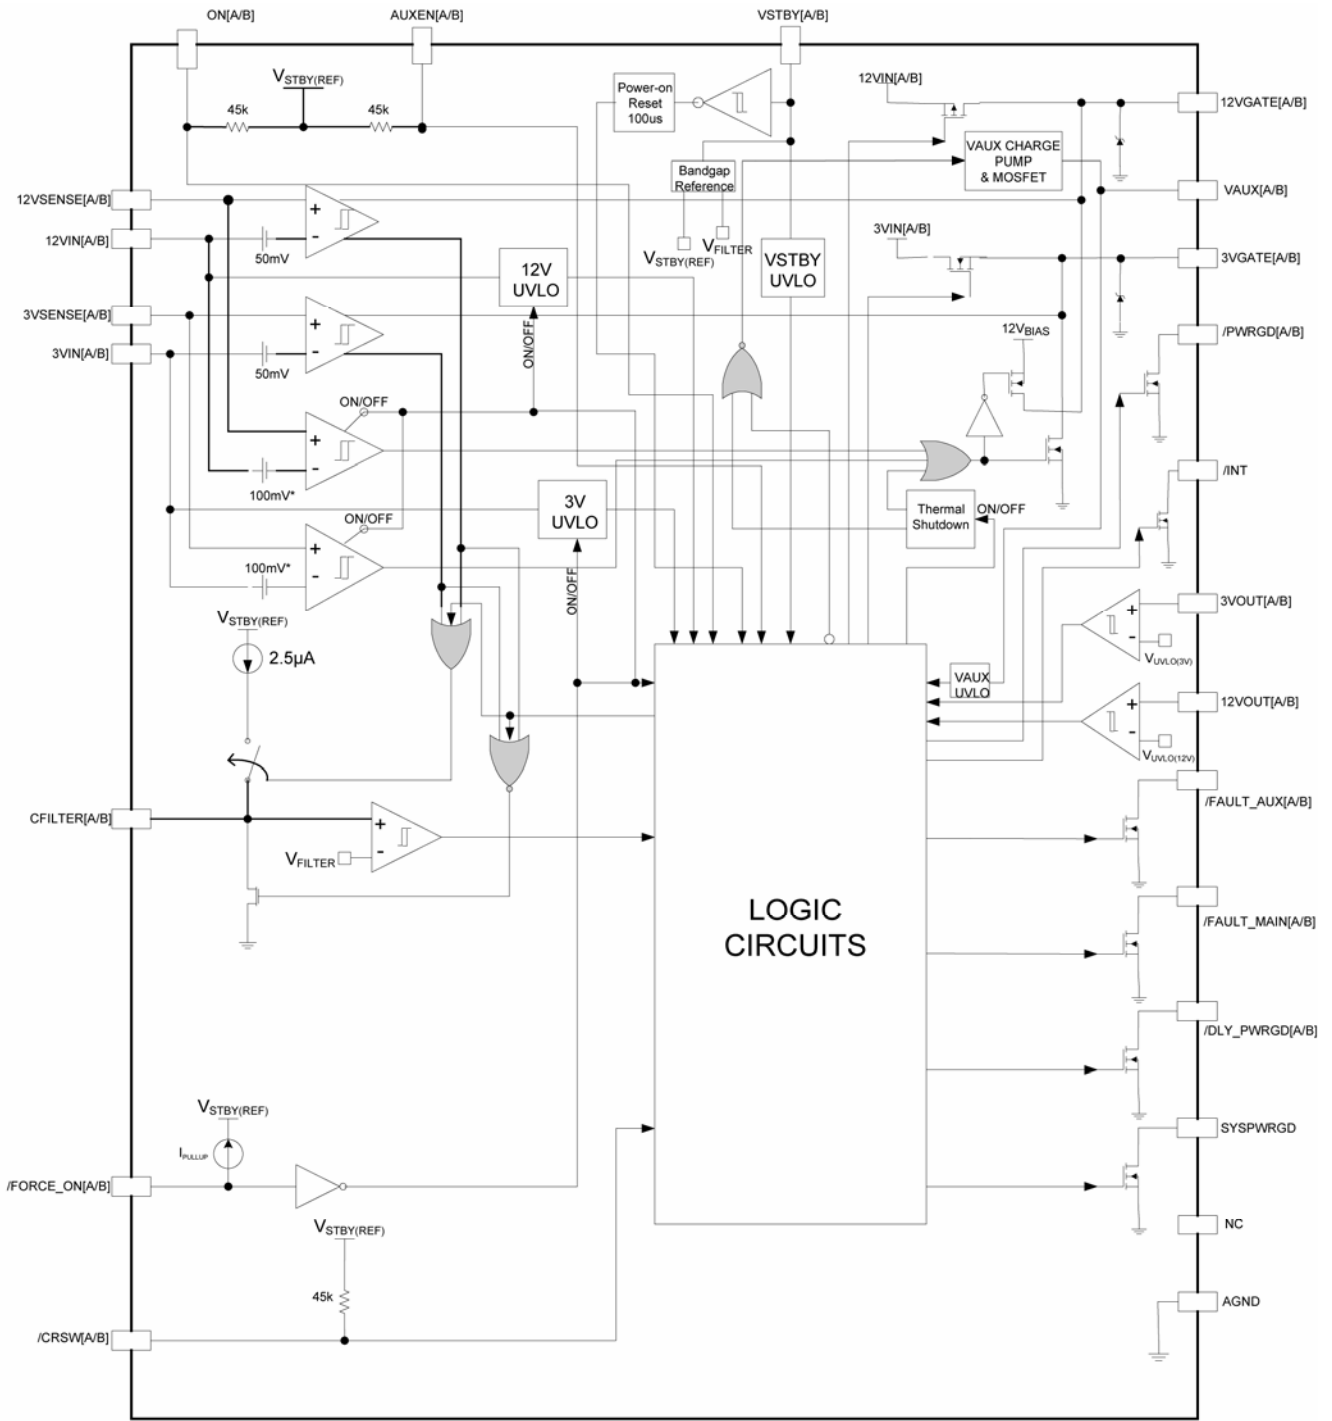 ON[A/B]
AUXEN[A/B]
VSTBY[A/B]
VSTBY(REF)
45k
45k
Power-on
Reset
100us
12VIN[A/B]
12VGATE[A/B]
VAUX CHARGE
PUMP
& MOSFET
Bandgap
Reference
12VSENSE[A/B]
VAUX[A/B]
+
-
12VIN[A/B]
50mV
VSTBY(REF)
VFILTER
3VIN[A/B]
3VGATE[A/B]
12V
UVLO
VSTBY
UVLO
3VSENSE[A/B]
+
-
3VIN[A/B]
50mV
ON/OFF
12VBIAS
/PWRGD[A/B]
ON/OFF
+
-
100mV*
/INT
3V
UVLO
Thermal
Shutdown
ON/OFF
ON/OFF
+
-
100mV*
ON/OFF
VSTBY(REF)
2.5µA
3VOUT[A/B]
+
-
VUVLO(3V)
VAUX
UVLO
12VOUT[A/B]
+
-
VUVLO(12V)
CFILTER[A/B]
+
-
VFILTER
/FAULT_AUX[A/B]
LOGIC
CIRCUITS
/FAULT_MAIN[A/B]
/DLY_PWRGD[A/B]
VSTBY(REF)
IPULLUP
SYSPWRGD
/FORCE_ON[A/B]
VSTBY(REF)
NC
45k
AGND
/CRSW[A/B]